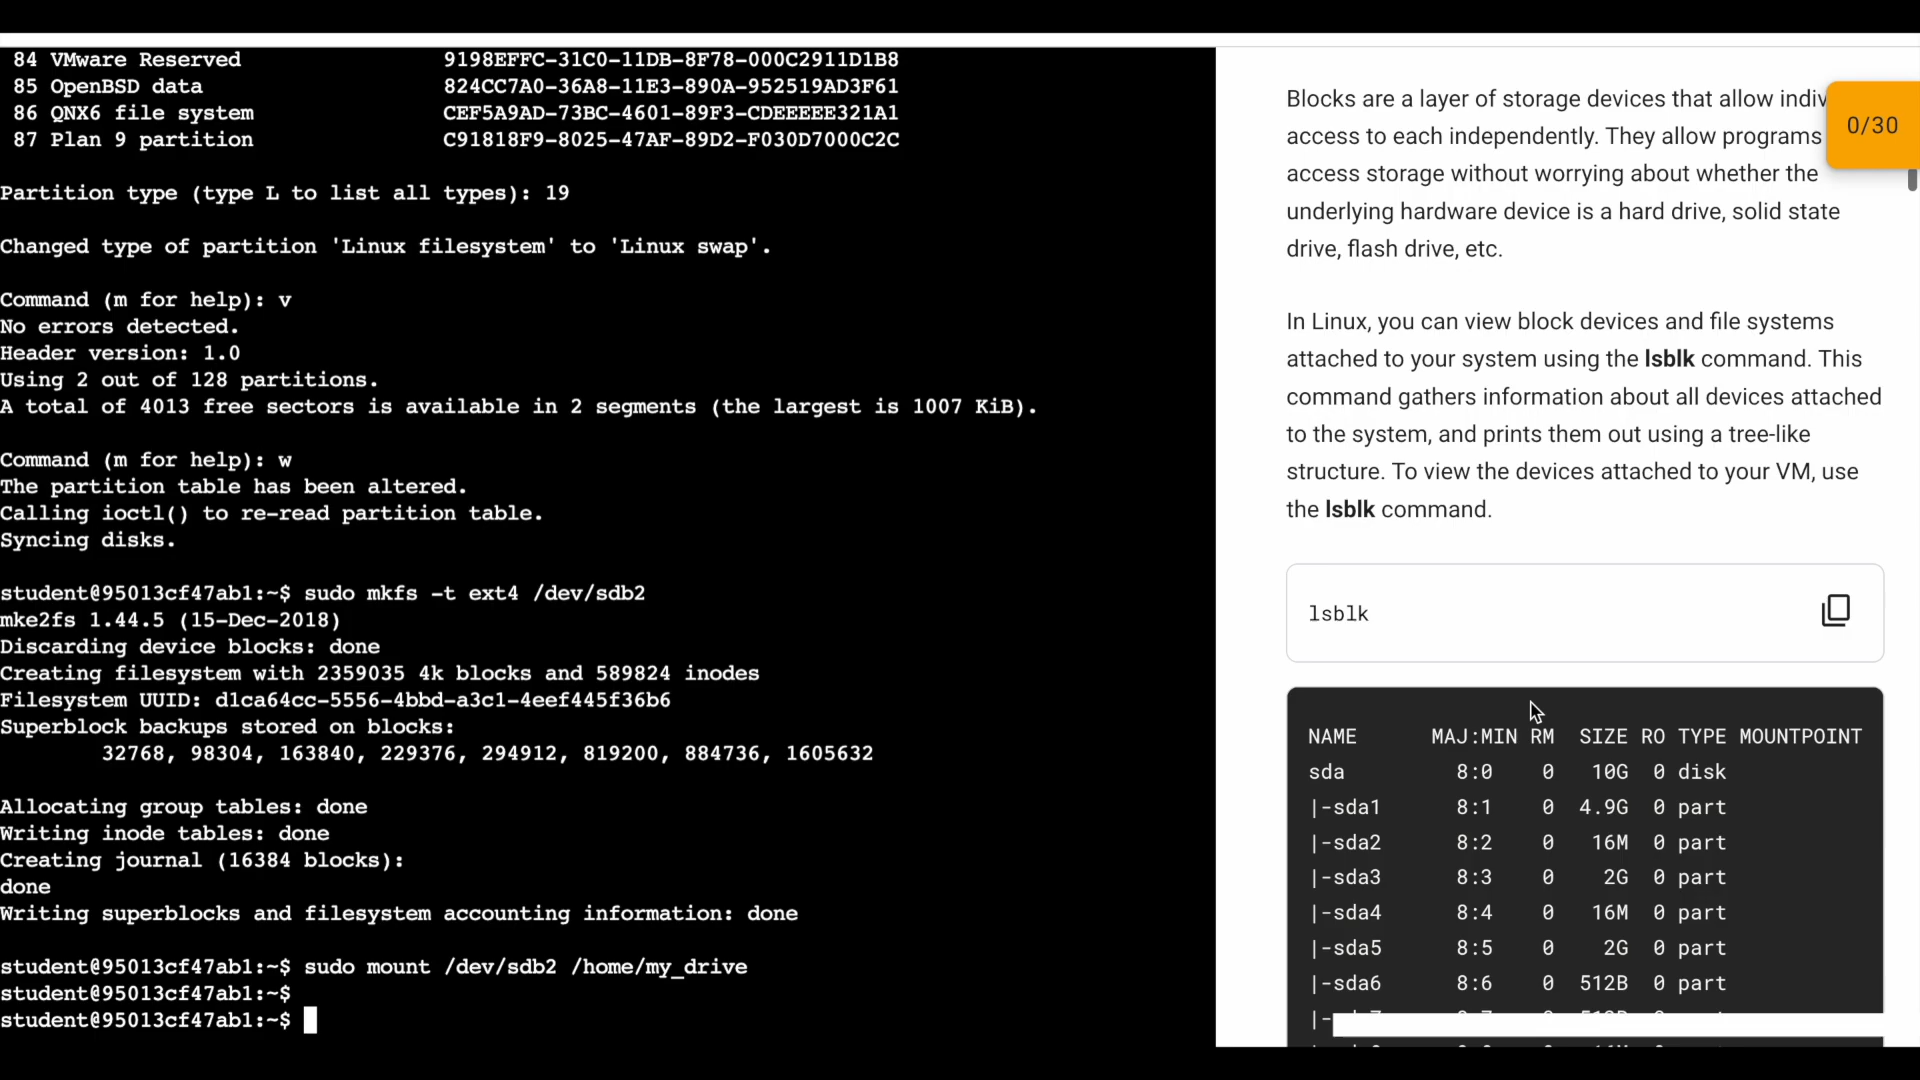 84 VMware Reserved 9198EFFC-31C0-11DB-8F78-000C2911D1B8
85 OpenBSD data 824CC7A0-36A8-11E3-890A-952519AD3F61
86 QNX6 file system CEF5A9AD-73BC-4601-89F3-CDEEEEE321A1
87 Plan 9 partition C91818F9-8025-47AF-89D2-F030D7000C2C
Partition type (type L to list all types): 19
Changed type of partition 'Linux filesystem' to 'Linux swap'.
Command (m for help): v
No errors detected.
Header version: 1.0
Using 2 out of 128 partitions.
A total of 4013 free sectors is available in 2 segments (the largest is 1007 KiB).
Command (m for help): w
The partition table has been altered.
Calling ioctl() to re-read partition table.
Syncing disks.
student@95013cf47ab1:~$ sudo mkfs -t ext4 /dev/sdb2
mke2fs 1.44.5 (15-Dec-2018)
Discarding device blocks: done
Creating filesystem with 2359035 4k blocks and 589824 inodes
Filesystem UUID: d1ca64cc-5556-4bbd-a3c1-4eef445f36b6
Superblock backups stored on blocks:
32768, 98304, 163840, 229376, 294912, 819200, 884736, 1605632
Allocating group tables: done
Writing inode tables: done
Creating journal (16384 blocks):
done
Writing superblocks and filesystem accounting information: done
student@95013cf47ab1:~$ sudo mount /dev/sdb2 /home/my_drive
student@95013cf47ab1:~$
student@95013cf47ab1:~$
Blocks are a layer of storage devices that allow indiv
access to each independently. They allow programs
access storage without worrying about whether the
underlying hardware device is a hard drive, solid state
drive, flash drive, etc.
0/30
In Linux, you can view block devices and file systems
attached to your system using the lsblk command. This
command gathers information about all devices attached
to the system, and prints them out using a tree-like
structure. To view the devices attached to your VM, use
the lsblk command.
lsblk
NAME MAJ:MIN RM SIZE RO TYPE MOUNTPOINT
sda 8:0 0 10G 0 disk
|-sda1 8:1 0 4.9G 0 part
|-sda2 8:2 0 16M 0 part
|-sda3 8:3 0 2G 0 part
|-sda4 8:4 0 16M 0 part
|-sda5 8:5 0 2G 0 part
|-sda6 8:6 0 512B 0 part